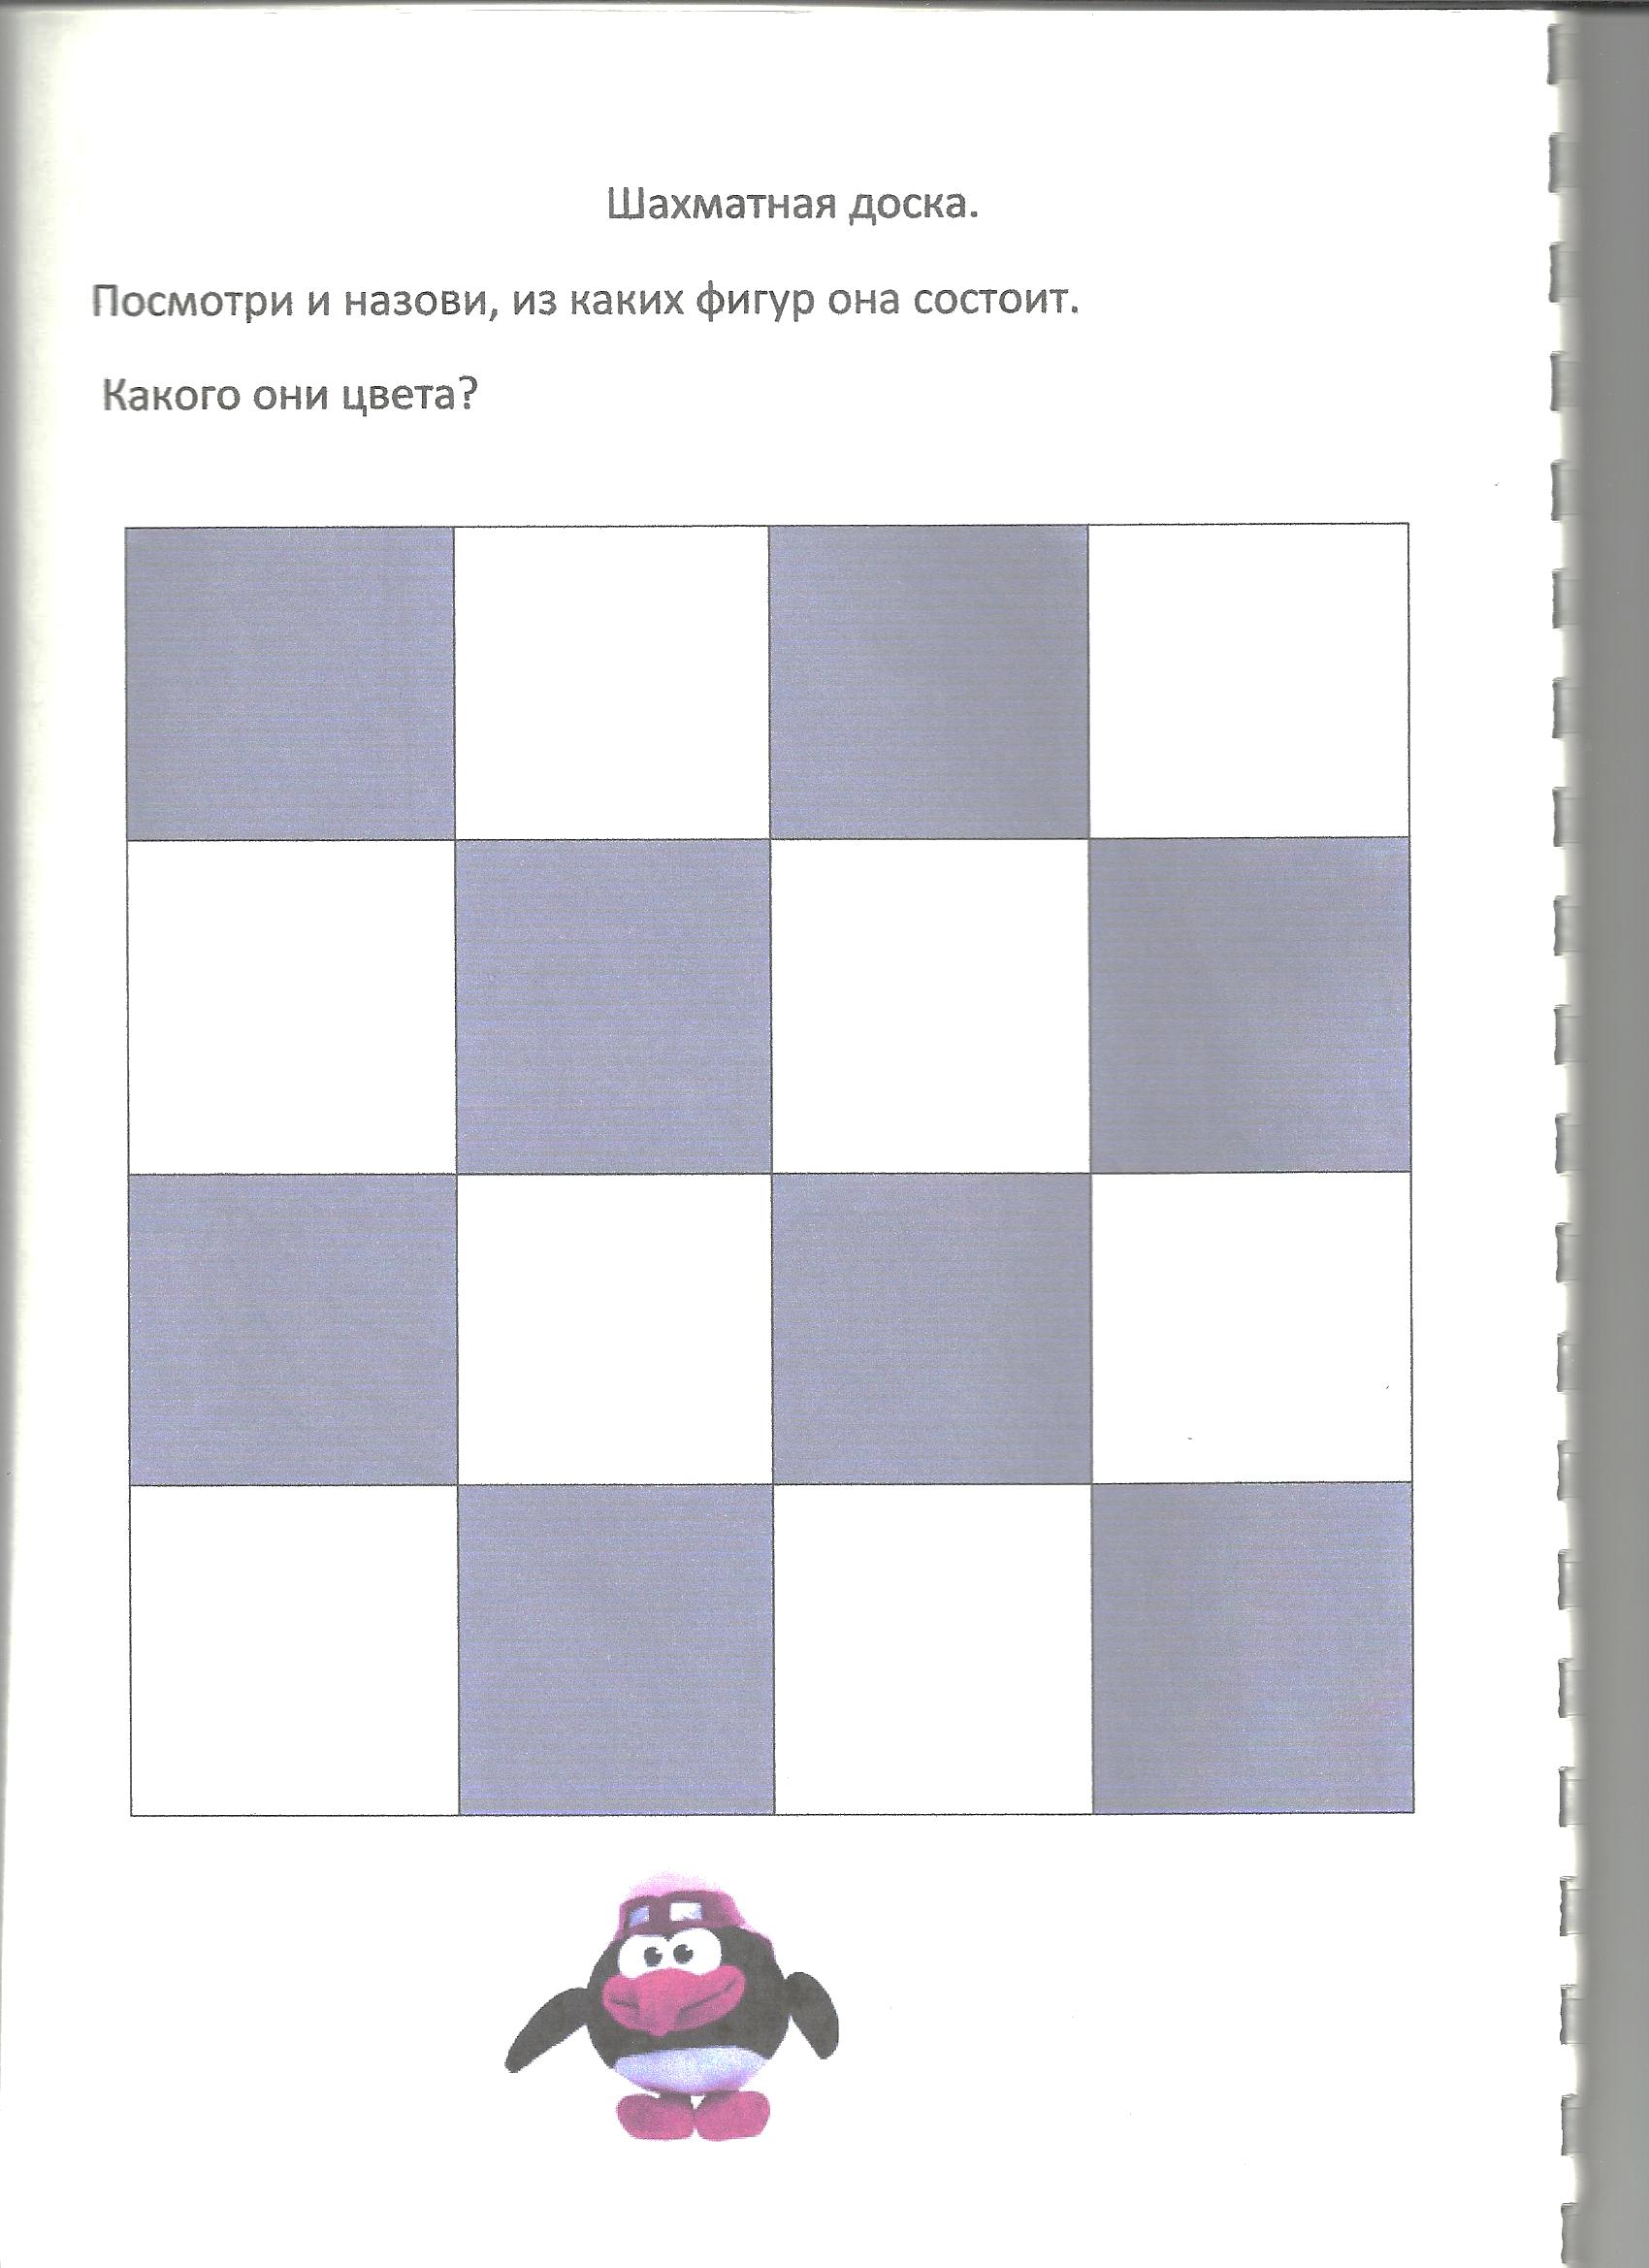 Шахматная доска.
Посмотри и назови, из каких фигур она состоит.
Какого они цвета?